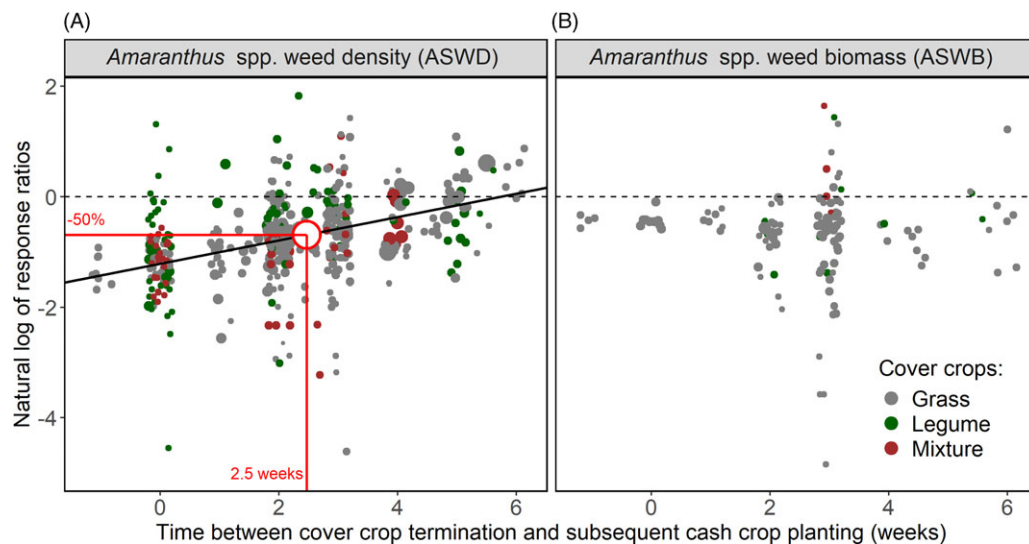 (A)
(B)
Amaranthus spp. weed density (ASWD)
Amaranthus spp. weed biomass (ASWB)
Natural log of response ratios
2
0
-2
-4
-50%
2.5 weeks
Cover crops:
Grass
Legume
Mixture
0 2 4 6
0 2 4 6
Time between cover crop termination and subsequent cash crop planting (weeks)